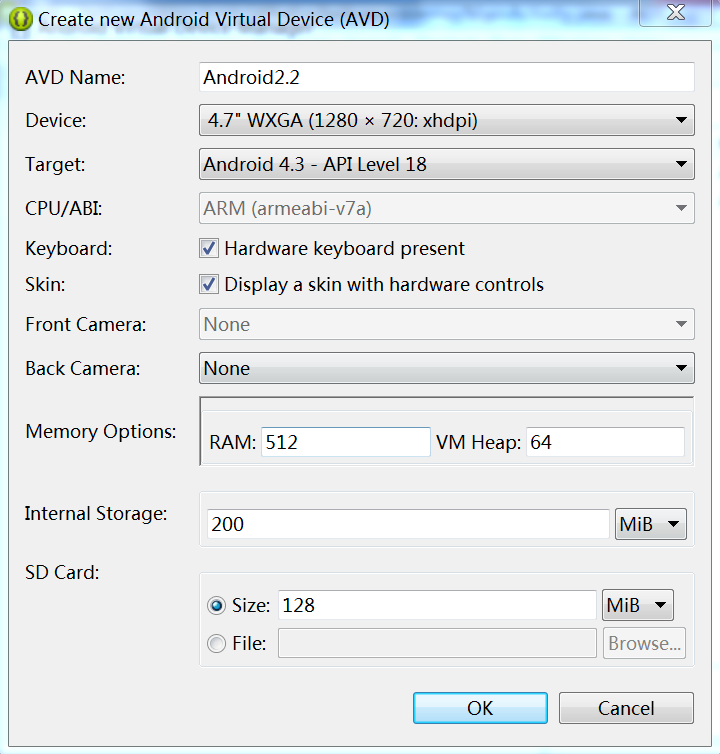 Create new Android Virtual Device (AVD)
AVD Name: Android2.2
Device: 4.7" WXGA (1280 × 720: xhdpi)
Target: Android 4.3 - API Level 18
CPU/ABI: ARM (armeabi-v7a)
Keyboard: Hardware keyboard present
Skin: Display a skin with hardware controls
Front Camera: None
Back Camera: None
Memory Options: RAM: 512 VM Heap: 64
Internal Storage: 200 MiB
SD Card:
Size: 128 MiB
File: Browse...
OK Cancel